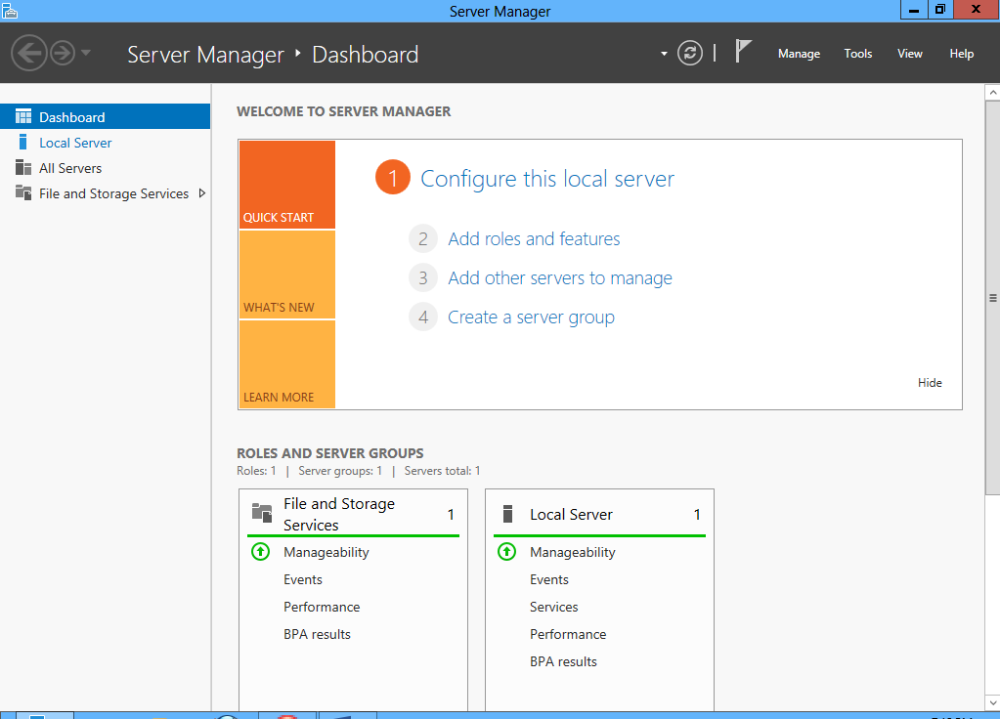 Server Manager
Server Manager ‣ Dashboard
Manage
Tools
View
Help
Dashboard
Local Server
All Servers
File and Storage Services
WELCOME TO SERVER MANAGER
QUICK START
WHAT'S NEW
LEARN MORE
1 Configure this local server
2 Add roles and features
3 Add other servers to manage
4 Create a server group
Hide
ROLES AND SERVER GROUPS
Roles: 1 | Server groups: 1 | Servers total: 1
File and Storage
Services
1
Manageability
Events
Performance
BPA results
Local Server
1
Manageability
Events
Services
Performance
BPA results